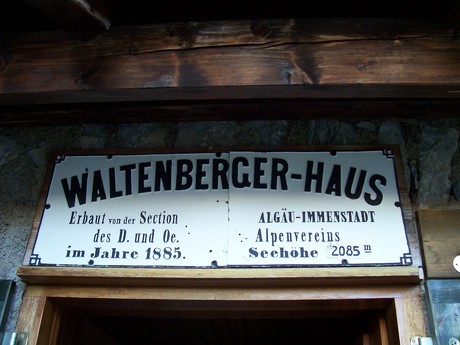 WALTENBERGER-HAUS
Erbaut von der Section ALGÄU-IMMENSTADT
des D. und Oe. Alpenvereins
im Jahre 1885. Seehöhe 2085 m